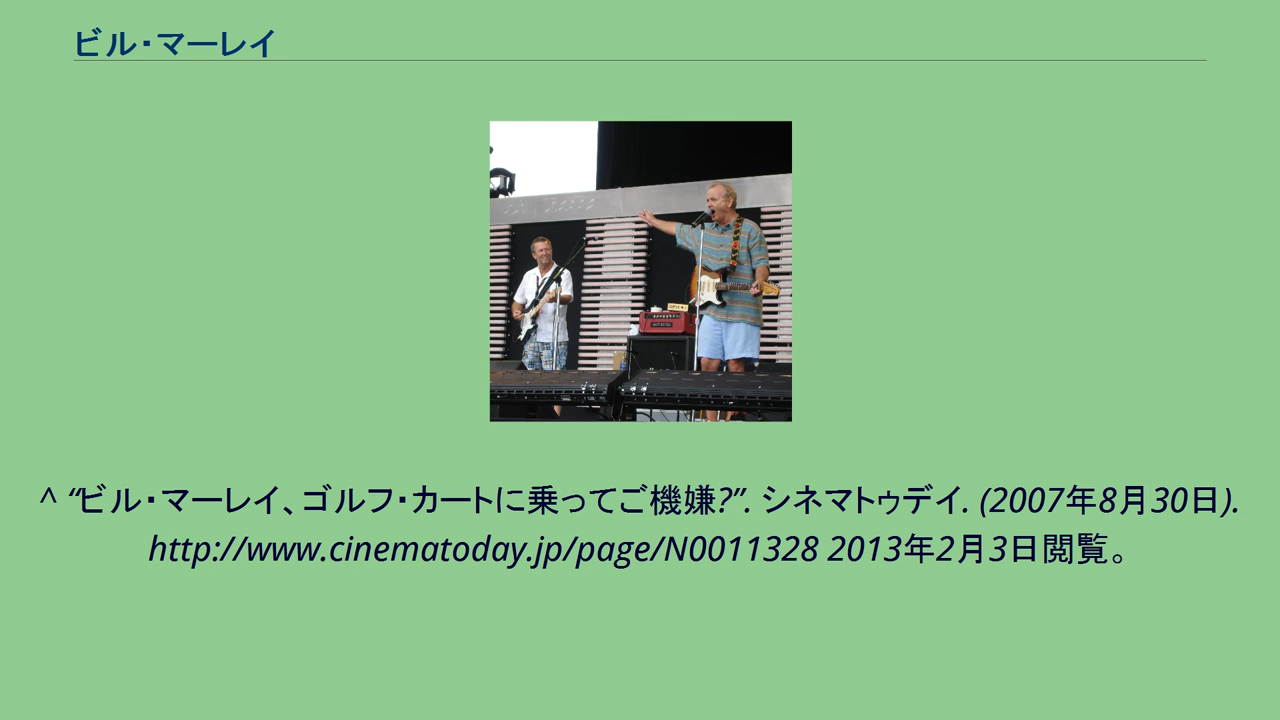 ビル・マーレイ
^ “ビル・マーレイ、ゴルフ・カートに乗ってご機嫌?”. シネマトゥデイ. (2007年8月30日).
http://www.cinematoday.jp/page/N0011328 2013年2月3日閲覧。